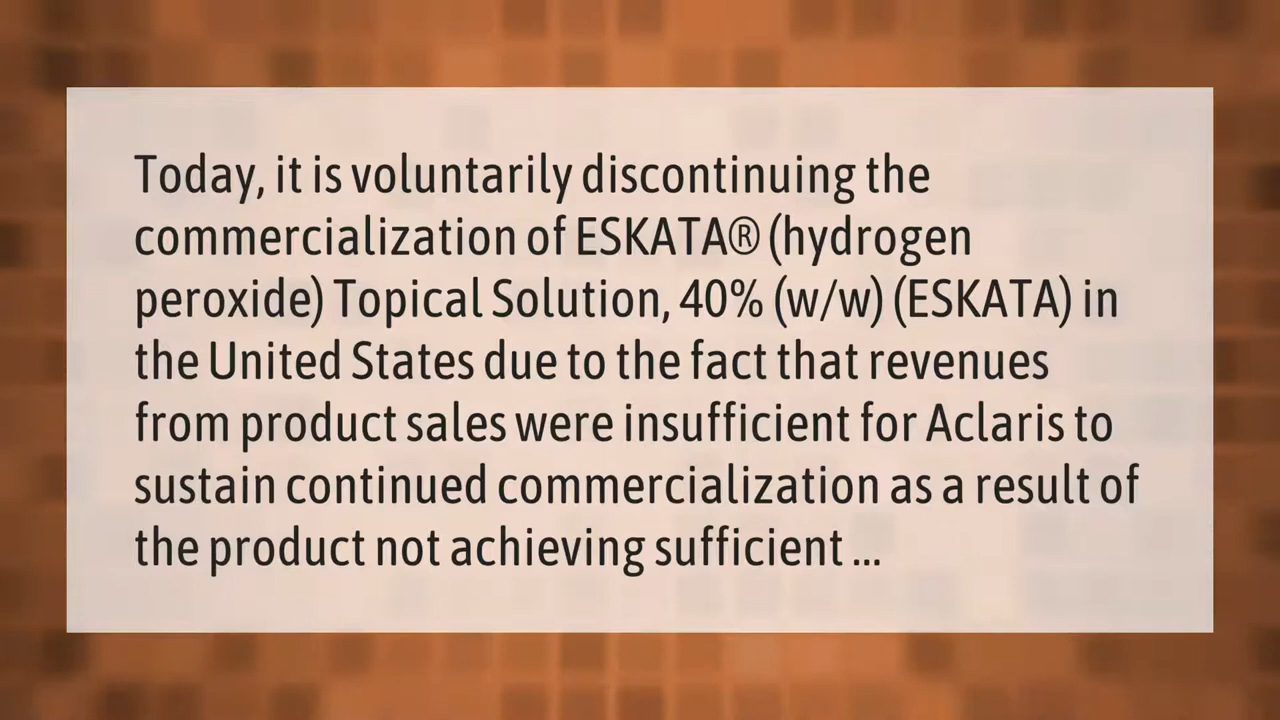 Today, it is voluntarily discontinuing the
commercialization of ESKATA® (hydrogen
peroxide) Topical Solution, 40% (w/w) (ESKATA) in
the United States due to the fact that revenues
from product sales were insufficient for Aclaris to
sustain continued commercialization as a result of
the product not achieving sufficient ...